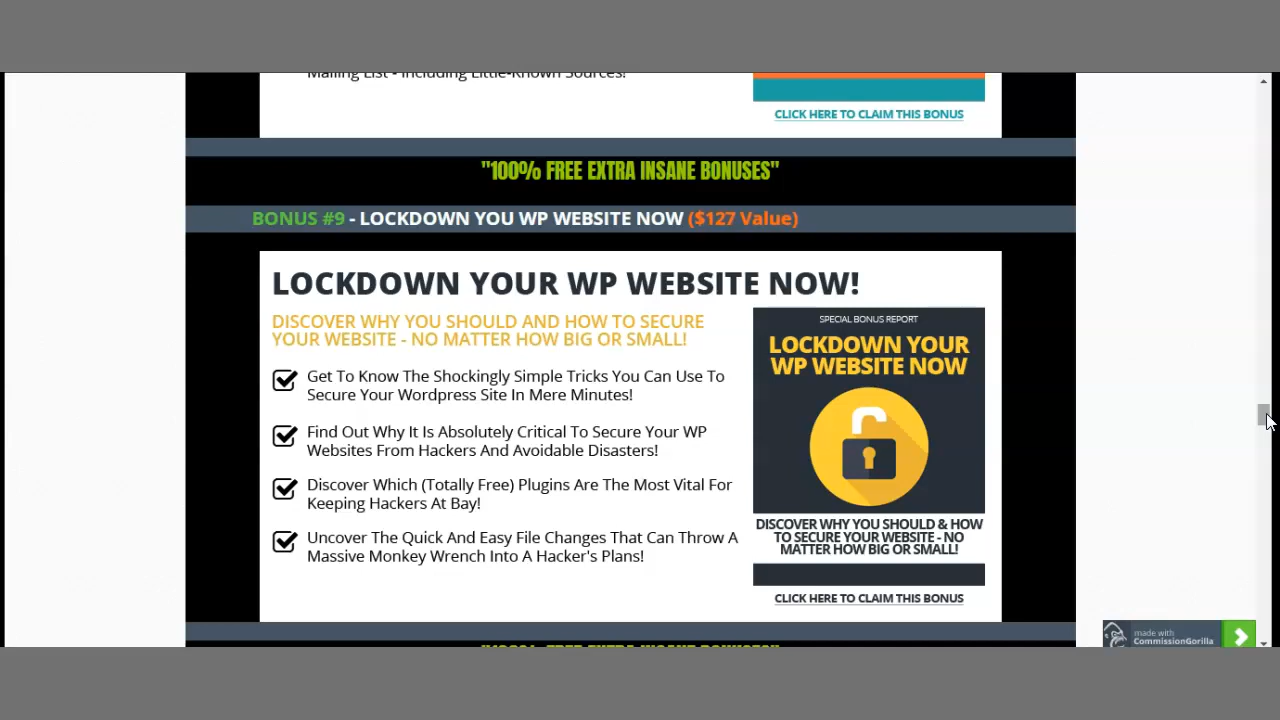 Mailing List - Including Little-Known Sources!
CLICK HERE TO CLAIM THIS BONUS
"100% FREE EXTRA INSANE BONUSES"
BONUS #9 - LOCKDOWN YOU WP WEBSITE NOW ($127 Value)
LOCKDOWN YOUR WP WEBSITE NOW!
DISCOVER WHY YOU SHOULD AND HOW TO SECURE
YOUR WEBSITE - NO MATTER HOW BIG OR SMALL!
Get To Know The Shockingly Simple Tricks You Can Use To
Secure Your Wordpress Site In Mere Minutes!
Find Out Why It Is Absolutely Critical To Secure Your WP
Websites From Hackers And Avoidable Disasters!
Discover Which (Totally Free) Plugins Are The Most Vital For
Keeping Hackers At Bay!
Uncover The Quick And Easy File Changes That Can Throw A
Massive Monkey Wrench Into A Hacker's Plans!
SPECIAL BONUS REPORT
LOCKDOWN YOUR
WP WEBSITE NOW
DISCOVER WHY YOU SHOULD & HOW
TO SECURE YOUR WEBSITE - NO
MATTER HOW BIG OR SMALL!
CLICK HERE TO CLAIM THIS BONUS
made with
CommissionGorilla
"100% FREE EXTRA INSANE BONUSES"